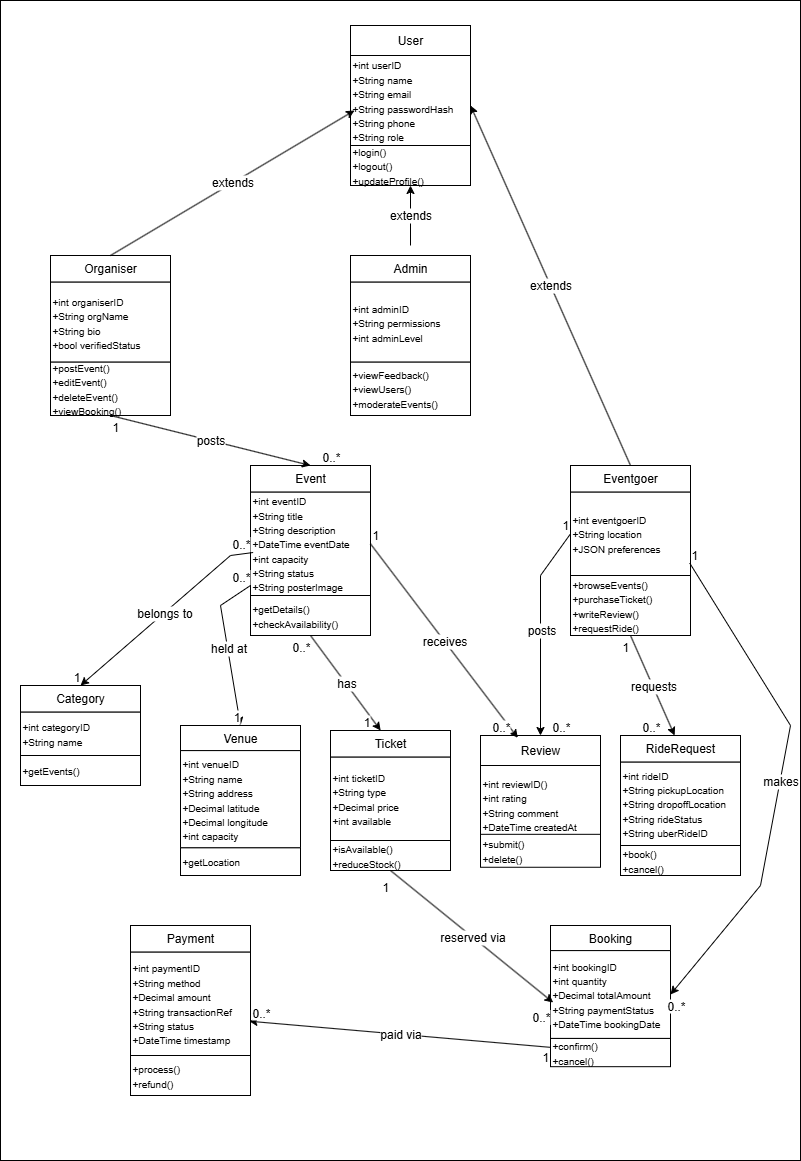 User
+int userID
+String name
+String email
+String passwordHash
+String phone
+String role
+login()
+logout()
+updateProfile()
extends
extends
extends
Organiser
+int organiserID
+String orgName
+String bio
+bool verifiedStatus
+postEvent()
+editEvent()
+deleteEvent()
+viewBooking()
Admin
+int adminID
+String permissions
+int adminLevel
+viewFeedback()
+viewUsers()
+moderateEvents()
1
posts
0..*
Event
+int eventID
+String title
+String description
+DateTime eventDate
+int capacity
+String status
+String posterImage
+getDetails()
+checkAvailability()
Eventgoer
+int eventgoerID
+String location
+JSON preferences
+browseEvents()
+purchaseTicket()
+writeReview()
+requestRide()
0..*
belongs to
1
0..*
held at
1
0..*
has
1
1
receives
0..*
1
posts
0..*
1
requests
0..*
1
makes
0..*
Category
+int categoryID
+String name
+getEvents()
Venue
+int venueID
+String name
+String address
+Decimal latitude
+Decimal longitude
+int capacity
+getLocation
Ticket
+int ticketID
+String type
+Decimal price
+int available
+isAvailable()
+reduceStock()
Review
+int reviewID()
+int rating
+String comment
+DateTime createdAt
+submit()
+delete()
RideRequest
+int rideID
+String pickupLocation
+String dropoffLocation
+String rideStatus
+String uberRideID
+book()
+cancel()
1
reserved via
0..*
Payment
+int paymentID
+String method
+Decimal amount
+String transactionRef
+String status
+DateTime timestamp
+process()
+refund()
0..*
paid via
1
Booking
+int bookingID
+int quantity
+Decimal totalAmount
+String paymentStatus
+DateTime bookingDate
+confirm()
+cancel()